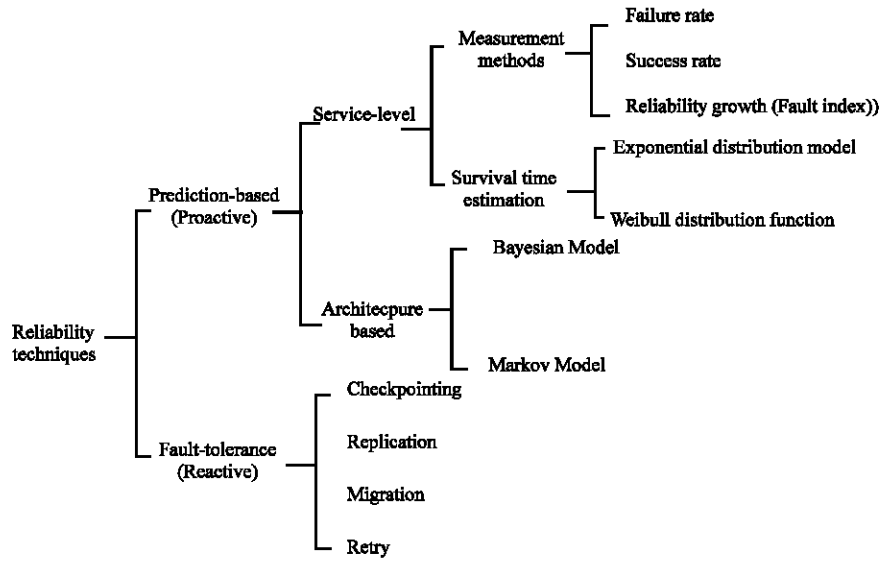 Failure rate
Measurement
methods
Success rate
Reliability growth (Fault index))
Service-level
Exponential distribution model
Survival time
estimation
Prediction-based
(Proactive)
Weibull distribution function
Bayesian Model
Architecpure
based
Reliability
techniques
Markov Model
Checkpointing
Fault-tolerance
(Reactive)
Replication
Migration
Retry